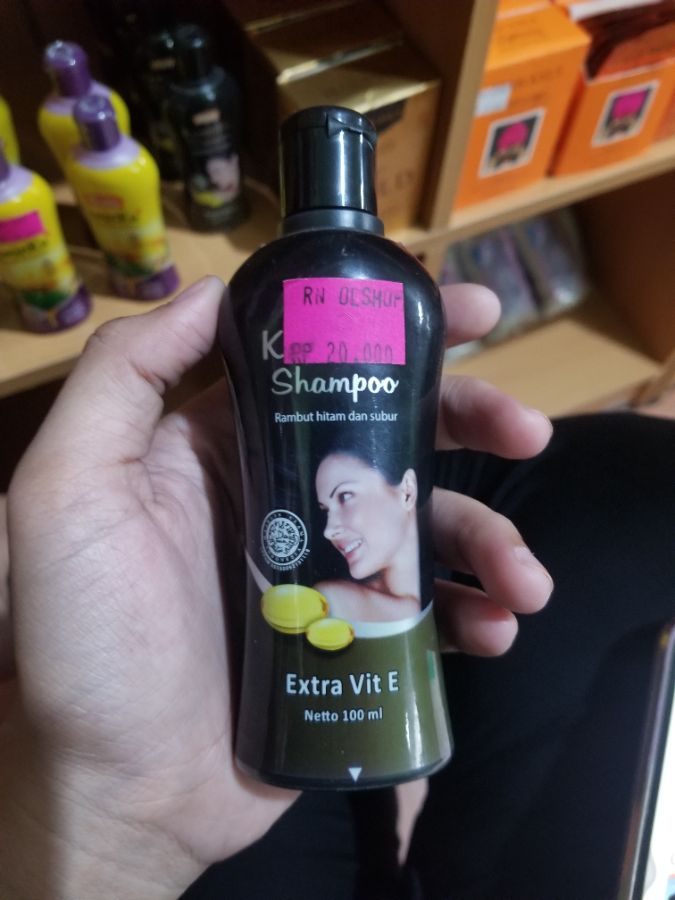 RN OLSHOP
RP 20.000
Shampoo
Rambut hitam dan subur
Extra Vit E
Netto 100 ml